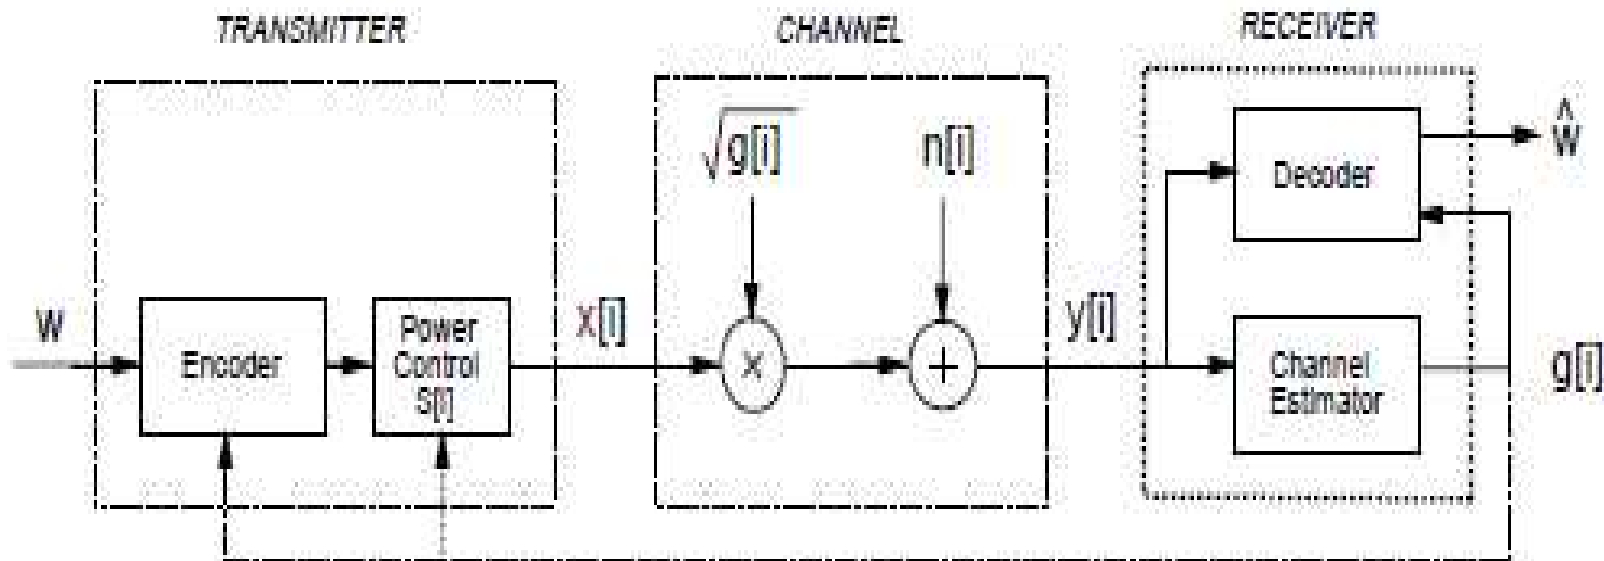 TRANSMITTER
CHANNEL
RECEIVER
√g[i]
n[i]
Decoder
ŵ
w
Encoder
Power
Control
S[i]
x[i]
×
+
y[i]
Channel
Estimator
g[i]